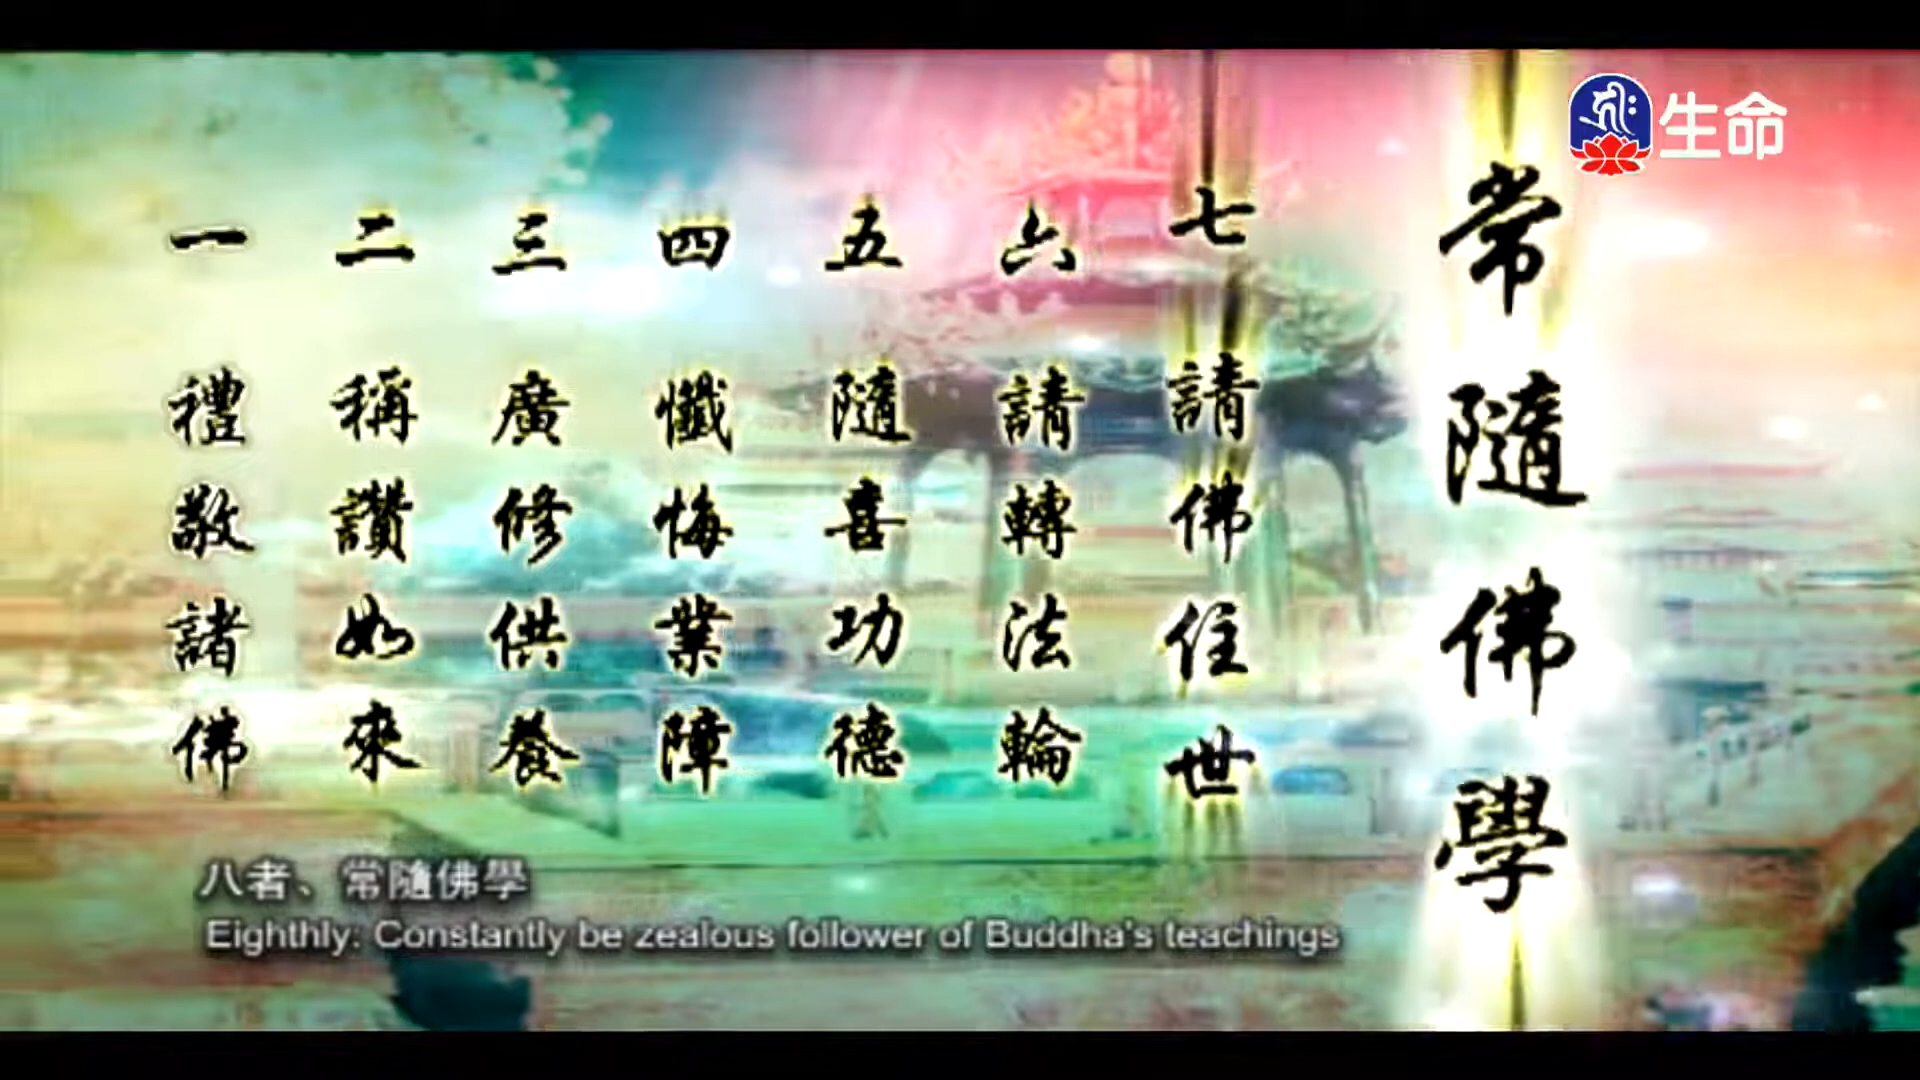 生命
一 禮敬諸佛
二 稱讚如來
三 廣修供養
四 懺悔業障
五 隨喜功德
六 請轉法輪
七 請佛住世
常隨佛學
八者、常隨佛學
Eighthly: Constantly be zealous follower of Buddha's teachings